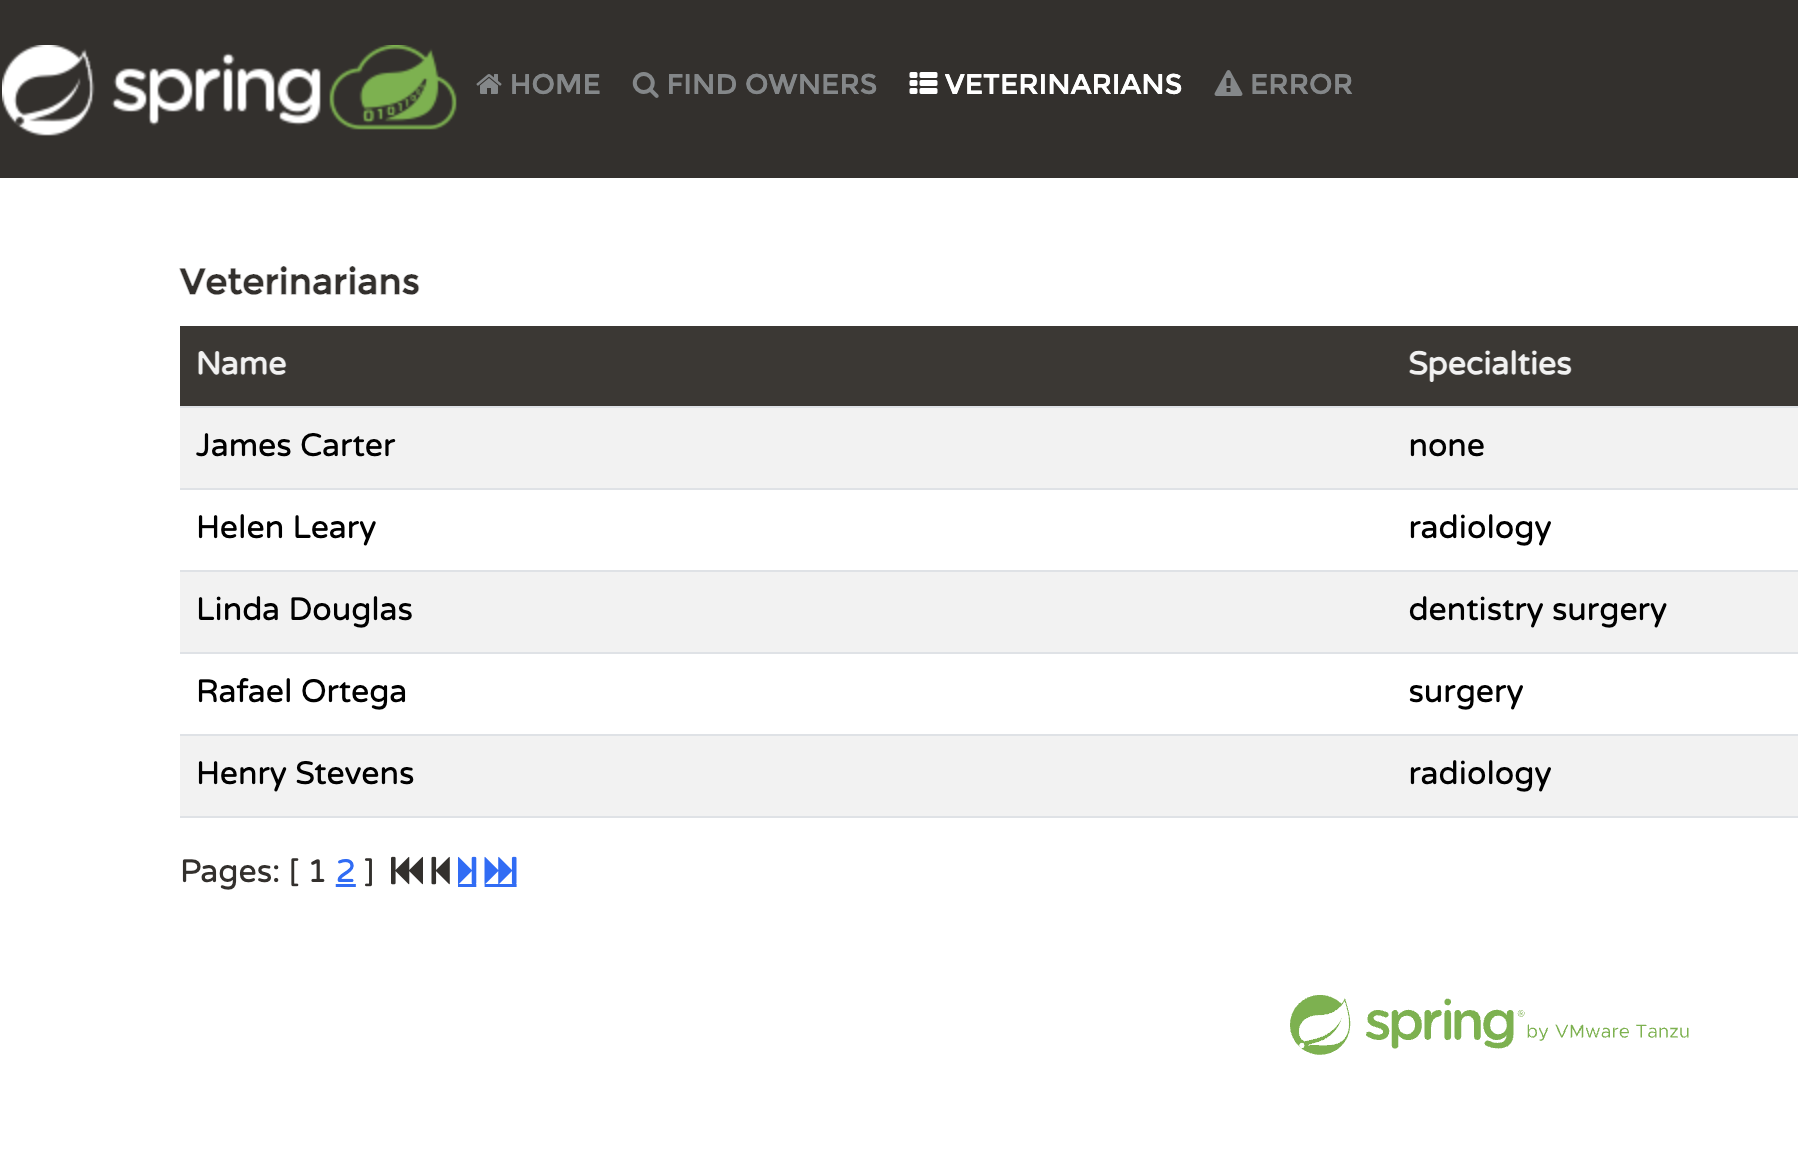 spring HOME FIND OWNERS VETERINARIANS ERROR
Veterinarians
Name Specialties
James Carter none
Helen Leary radiology
Linda Douglas dentistry surgery
Rafael Ortega surgery
Henry Stevens radiology
Pages: [ 1 2 ]
spring® by VMware Tanzu